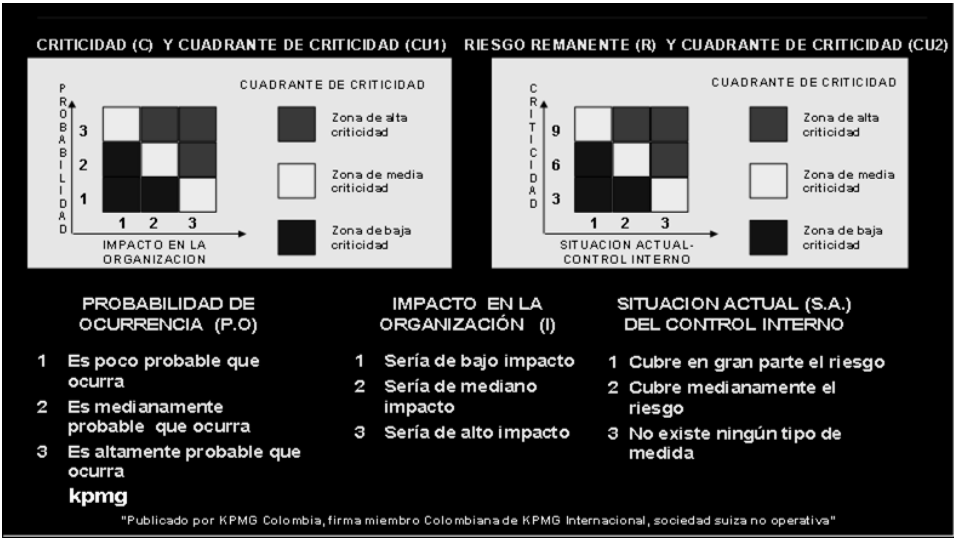 CRITICIDAD (C) Y CUADRANTE DE CRITICIDAD (CU1)
RIESGO REMANENTE (R) Y CUADRANTE DE CRITICIDAD (CU2)
PROBABILIDAD
3
2
1
1 2 3
IMPACTO EN LA
ORGANIZACION
CUADRANTE DE CRITICIDAD
Zona de alta
criticidad
Zona de media
criticidad
Zona de baja
criticidad
CRITICIDAD
9
6
3
1 2 3
SITUACION ACTUAL-
CONTROL INTERNO
CUADRANTE DE CRITICIDAD
Zona de alta
criticidad
Zona de media
criticidad
Zona de baja
criticidad
PROBABILIDAD DE
OCURRENCIA (P.O)
1 Es poco probable que
ocurra
2 Es medianamente
probable que ocurra
3 Es altamente probable que
ocurra
IMPACTO EN LA
ORGANIZACIÓN (I)
1 Sería de bajo impacto
2 Sería de mediano
impacto
3 Sería de alto impacto
SITUACION ACTUAL (S.A.)
DEL CONTROL INTERNO
1 Cubre en gran parte el riesgo
2 Cubre medianamente el
riesgo
3 No existe ningún tipo de
medida
kpmg
"Publicado por KPMG Colombia, firma miembro Colombiana de KPMG Internacional, sociedad suiza no operativa"